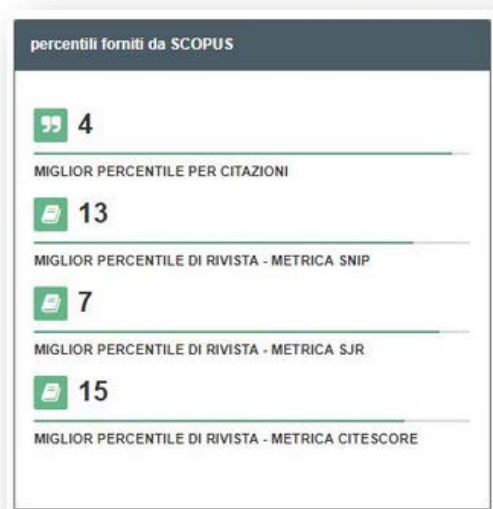 percentili forniti da SCOPUS
4
MIGLIOR PERCENTILE PER CITAZIONI
13
MIGLIOR PERCENTILE DI RIVISTA - METRICA SNIP
7
MIGLIOR PERCENTILE DI RIVISTA - METRICA SJR
15
MIGLIOR PERCENTILE DI RIVISTA - METRICA CITESCORE